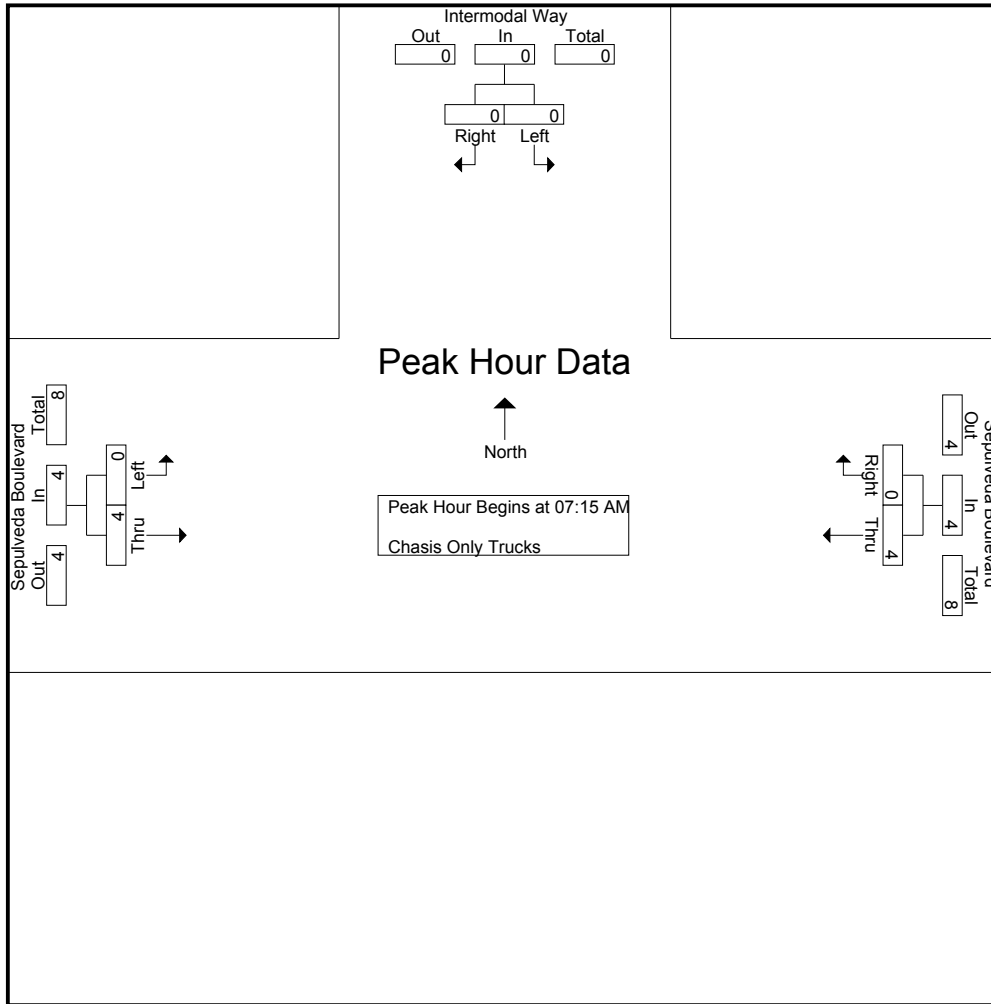 Intermodal Way
Out In Total
0 0 0
0 0
Right Left
Peak Hour Data
North
Peak Hour Begins at 07:15 AM
Chasis Only Trucks
Sepulveda Boulevard
Total In Out
8 4 4
0 4
Left Thru
Sepulveda Boulevard
Out In Total
4 4 8
0 4
Right Thru